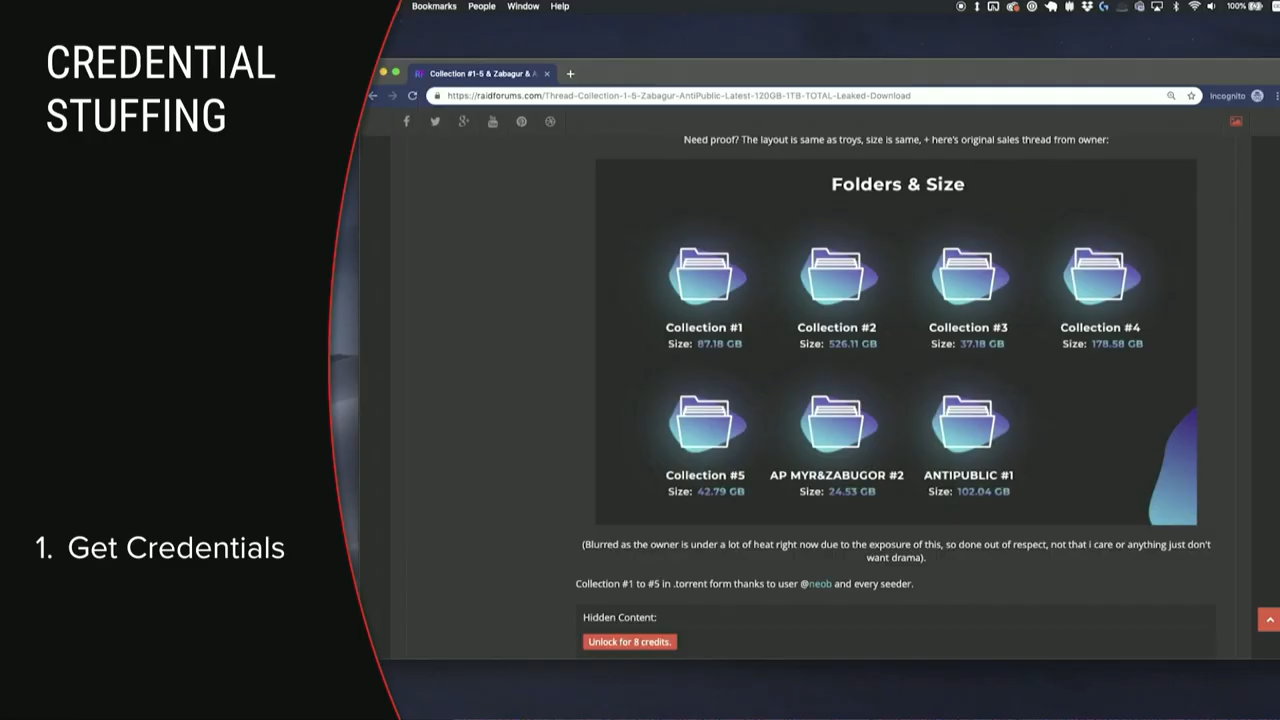 Bookmarks People Window Help
100%
CREDENTIAL
STUFFING
Collection #1-5 & Zabagur & A
https://raidforums.com/Thread-Collection-1-5-Zabagur-AntiPublic-Latest-120GB-1TB-TOTAL-Leaked-Download
Incognito
Need proof? The layout is same as troys, size is same, + here's original sales thread from owner:
Folders & Size
Collection #1 Collection #2 Collection #3 Collection #4
Size: 87.18 GB Size: 526.11 GB Size: 37.18 GB Size: 178.58 GB
Collection #5 AP MYR&ZABUGOR #2 ANTIPUBLIC #1
Size: 42.79 GB Size: 24.53 GB Size: 102.04 GB
1. Get Credentials
(Blurred as the owner is under a lot of heat right now due to the exposure of this, so done out of respect, not that i care or anything just don't
want drama).
Collection #1 to #5 in .torrent form thanks to user @neob and every seeder.
Hidden Content:
Unlock for 8 credits.